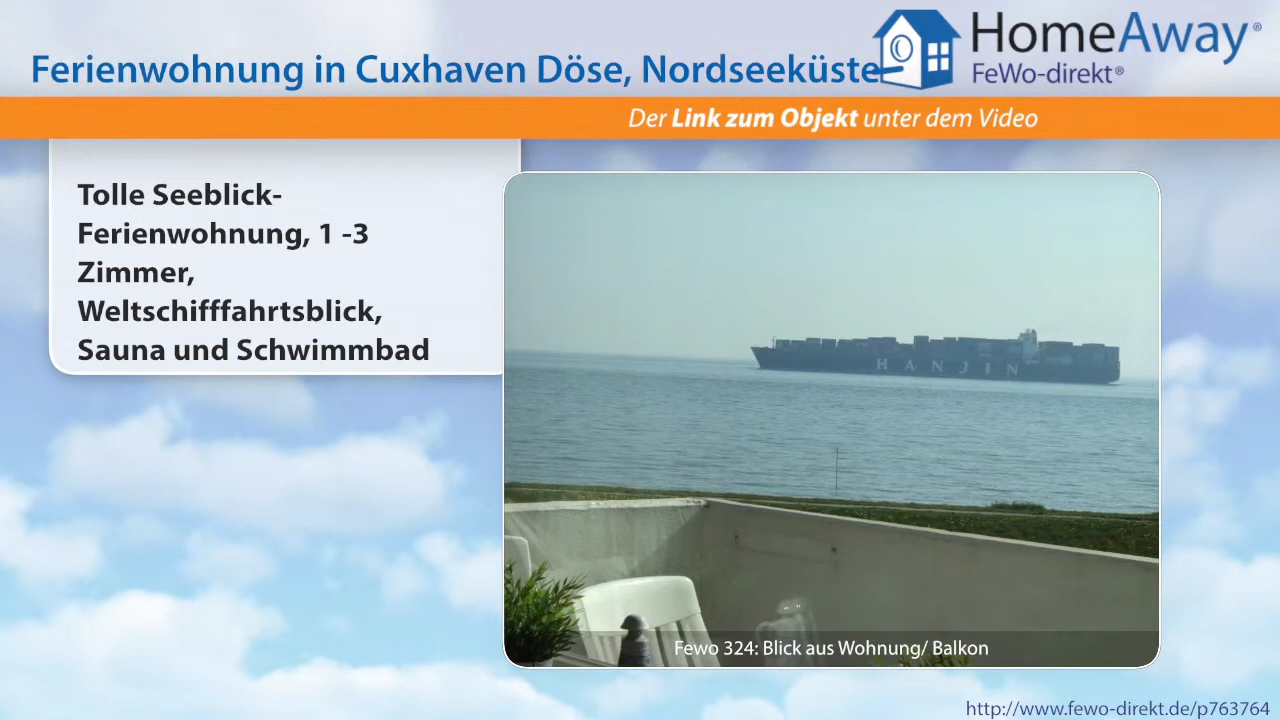 Ferienwohnung in Cuxhaven Döse, Nordseeküste
HomeAway®
FeWo-direkt®
Der Link zum Objekt unter dem Video
Tolle Seeblick-
Ferienwohnung, 1 -3
Zimmer,
Weltschifffahrtsblick,
Sauna und Schwimmbad
HANJIN
Fewo 324: Blick aus Wohnung/ Balkon
http://www.fewo-direkt.de/p763764